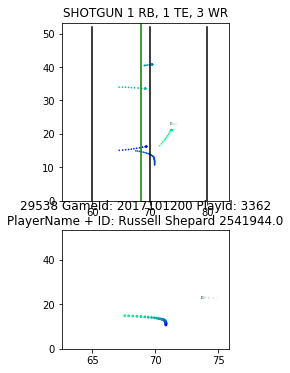 SHOTGUN 1 RB, 1 TE, 3 WR
50
40
30
20
10
0
60 70 80
29538 GameId: 2017101200 PlayId: 3362
PlayerName + ID: Russell Shepard 2541944.0
40
20
0
65 70 75